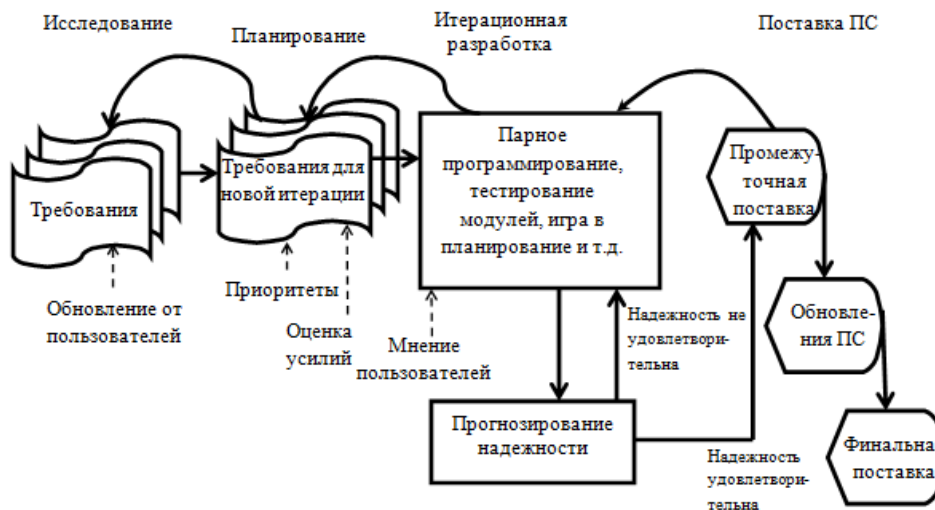 Исследование
Планирование
Итерационная
разработка
Поставка ПС
Требования
Требования для
новой итерации
Парное
программирование,
тестирование
модулей, игра в
планирование и т.д.
Промежу-
точная
поставка
Обновление от
пользователей
Приоритеты
Оценка
усилий
Мнение
пользователей
Надежность не
удовлетвори-
тельна
Обновле-
ния ПС
Прогнозирование
надежности
Надежность
удовлетвори-
тельна
Финальна
поставка